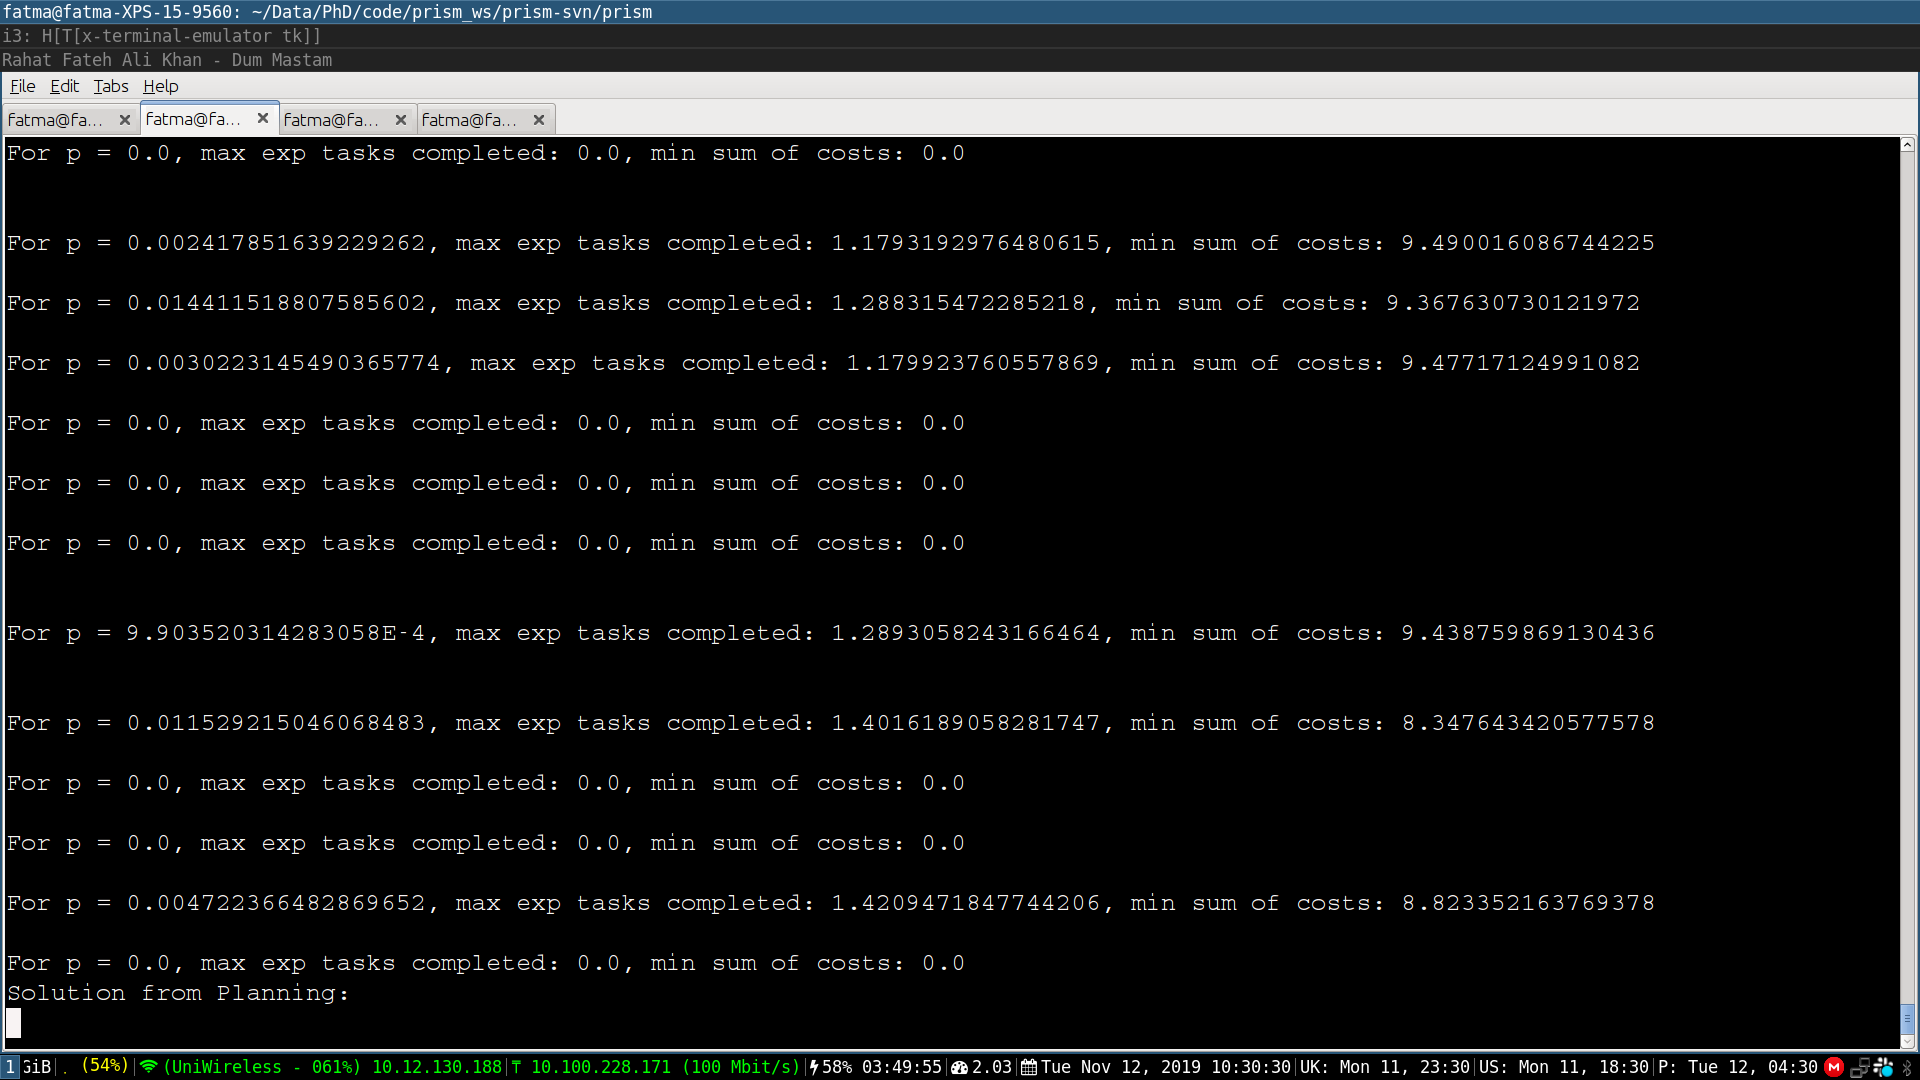 fatma@fatma-XPS-15-9560: ~/Data/PhD/code/prism_ws/prism-svn/prism
i3: H[T[x-terminal-emulator tk]]
Rahat Fateh Ali Khan - Dum Mastam
File Edit Tabs Help
fatma@fa... fatma@fa... fatma@fa... fatma@fa...
For p = 0.0, max exp tasks completed: 0.0, min sum of costs: 0.0
For p = 0.002417851639229262, max exp tasks completed: 1.1793192976480615, min sum of costs: 9.490016086744225
For p = 0.014411518807585602, max exp tasks completed: 1.288315472285218, min sum of costs: 9.367630730121972
For p = 0.0030223145490365774, max exp tasks completed: 1.179923760557869, min sum of costs: 9.47717124991082
For p = 0.0, max exp tasks completed: 0.0, min sum of costs: 0.0
For p = 0.0, max exp tasks completed: 0.0, min sum of costs: 0.0
For p = 0.0, max exp tasks completed: 0.0, min sum of costs: 0.0
For p = 9.903520314283058E-4, max exp tasks completed: 1.2893058243166464, min sum of costs: 9.438759869130436
For p = 0.011529215046068483, max exp tasks completed: 1.4016189058281747, min sum of costs: 8.347643420577578
For p = 0.0, max exp tasks completed: 0.0, min sum of costs: 0.0
For p = 0.0, max exp tasks completed: 0.0, min sum of costs: 0.0
For p = 0.004722366482869652, max exp tasks completed: 1.4209471847744206, min sum of costs: 8.823352163769378
For p = 0.0, max exp tasks completed: 0.0, min sum of costs: 0.0
Solution from Planning:
1 GiB . (54%) (UniWireless - 061%) 10.12.130.188 10.100.228.171 (100 Mbit/s) 58% 03:49:55 2.03 Tue Nov 12, 2019 10:30:30 UK: Mon 11, 23:30 US: Mon 11, 18:30 P: Tue 12, 04:30 M